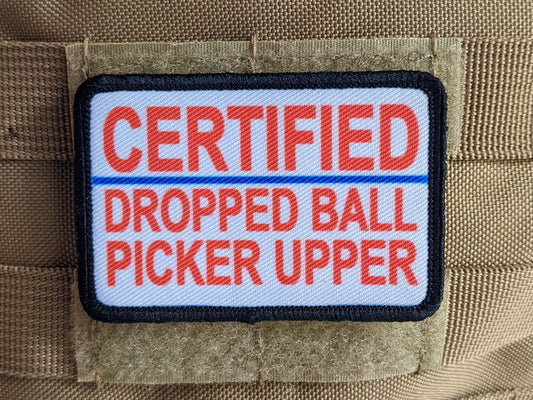 CERTIFIED
DROPPED BALL
PICKER UPPER